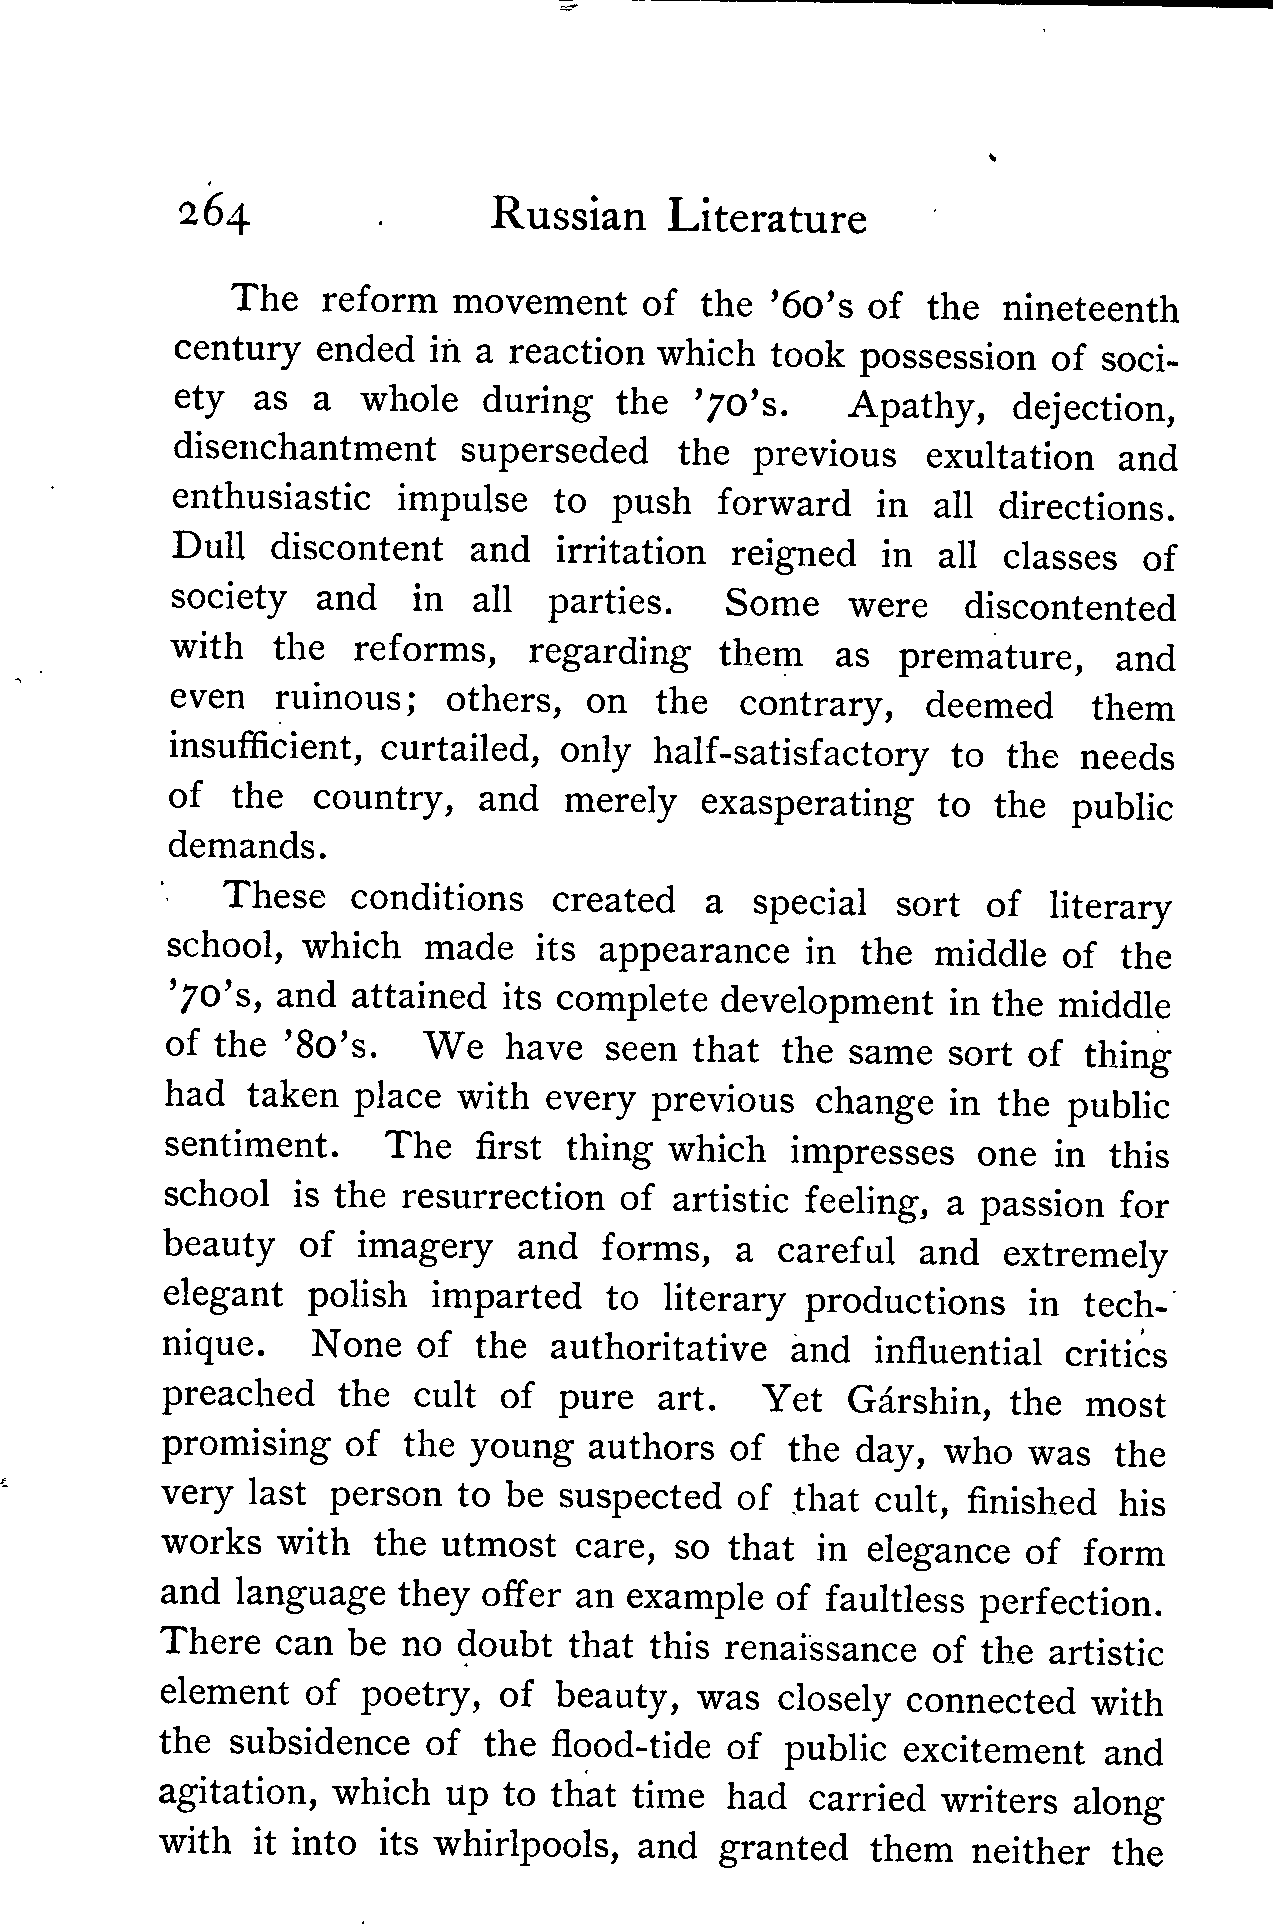 264 Russian Literature
The reform movement of the '60's of the nineteenth
century ended in a reaction which took possession of soci-
ety as a whole during the '70's. Apathy, dejection,
disenchantment superseded the previous exultation and
enthusiastic impulse to push forward in all directions.
Dull discontent and irritation reigned in all classes of
society and in all parties. Some were discontented
with the reforms, regarding them as premature, and
even ruinous; others, on the contrary, deemed them
insufficient, curtailed, only half-satisfactory to the needs
of the country, and merely exasperating to the public
demands.
These conditions created a special sort of literary
school, which made its appearance in the middle of the
'70's, and attained its complete development in the middle
of the '80's. We have seen that the same sort of thing
had taken place with every previous change in the public
sentiment. The first thing which impresses one in this
school is the resurrection of artistic feeling, a passion for
beauty of imagery and forms, a careful and extremely
elegant polish imparted to literary productions in tech-
nique. None of the authoritative and influential critics
preached the cult of pure art. Yet Gárshin, the most
promising of the young authors of the day, who was the
very last person to be suspected of that cult, finished his
works with the utmost care, so that in elegance of form
and language they offer an example of faultless perfection.
There can be no doubt that this renaissance of the artistic
element of poetry, of beauty, was closely connected with
the subsidence of the flood-tide of public excitement and
agitation, which up to that time had carried writers along
with it into its whirlpools, and granted them neither the